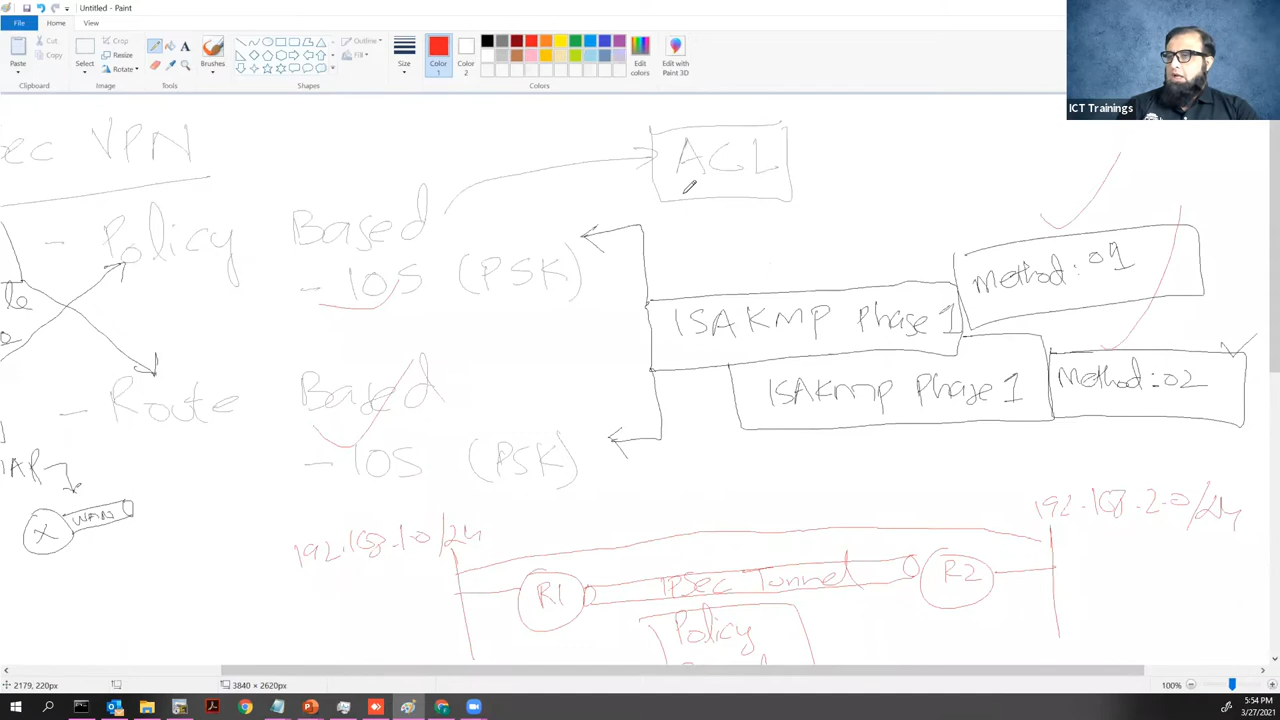 Untitled - Paint
File
Home
View
Paste
Cut
Copy
Clipboard
Select
Crop
Resize
Rotate
Image
Tools
Brushes
Outline
Fill
Shapes
Size
Color 1
Color 2
Edit colors
Edit with Paint 3D
Colors
ICT Trainings
sec VPN
ACL
- Policy Based
- IOS (PSK)
Method: 01
ISAKMP Phase 1
ISAKMP Phase 1
Method: 02
- Route Based
- IOS (PSK)
WAN
X
192.168.1.0/24
192.168.2.0/24
R1
IPSec Tunnel
R2
Policy
2179, 220px
3840 × 2620px
100%
5:54 PM
3/27/2021